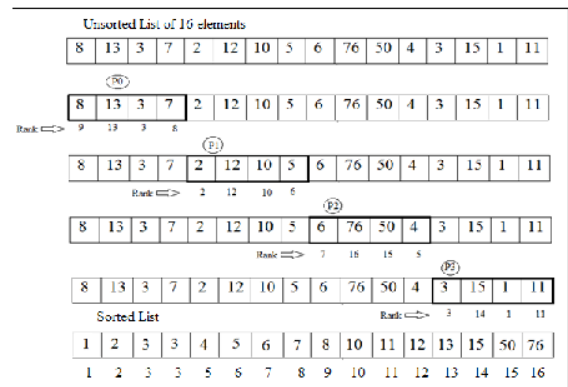 Unsorted List of 16 elements
8 13 3 7 2 12 10 5 6 76 50 4 3 15 1 11
P0
8 13 3 7 2 12 10 5 6 76 50 4 3 15 1 11
Rank 9 13 3 8
P1
8 13 3 7 2 12 10 5 6 76 50 4 3 15 1 11
Rank 2 12 10 6
P2
8 13 3 7 2 12 10 5 6 76 50 4 3 15 1 11
Rank 7 16 15 5
P3
8 13 3 7 2 12 10 5 6 76 50 4 3 15 1 11
Sorted List
Rank 3 14 1 11
1 2 3 3 4 5 6 7 8 10 11 12 13 15 50 76
1 2 3 3 5 6 7 8 9 10 11 12 13 14 15 16